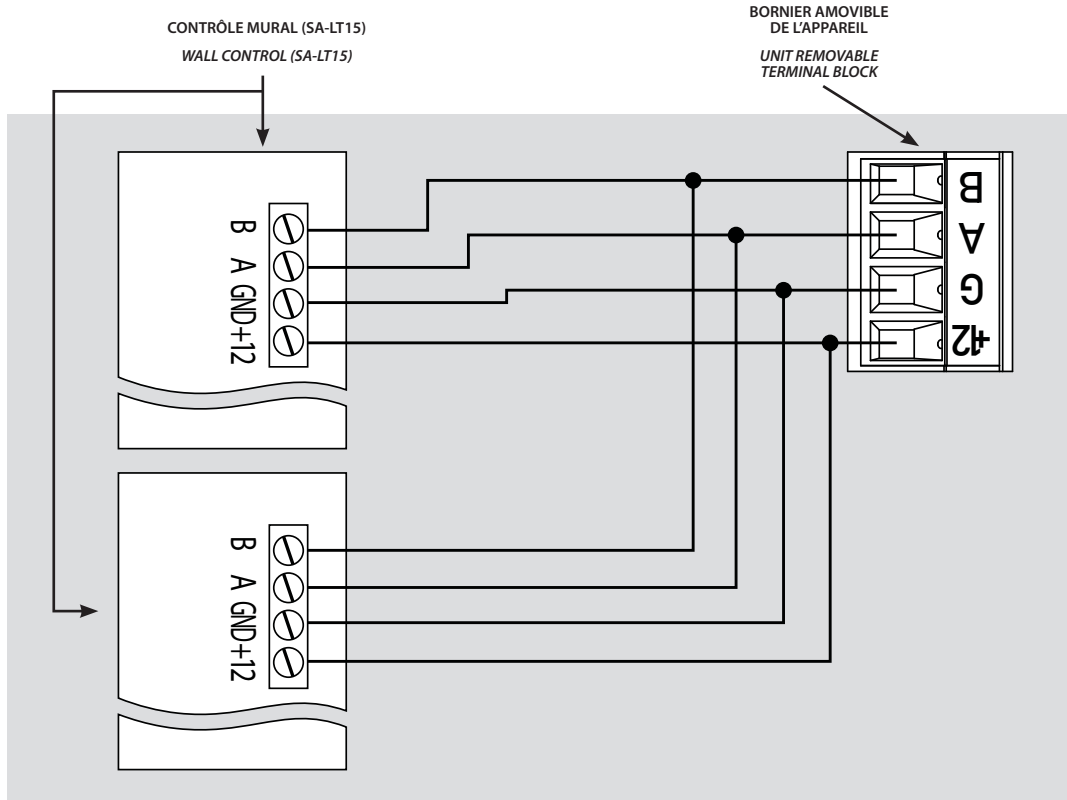 CONTRÔLE MURAL (SA-LT15)
WALL CONTROL (SA-LT15)
BORNIER AMOVIBLE
DE L'APPAREIL
UNIT REMOVABLE
TERMINAL BLOCK
B
A
GND
+12
B
A
G
+12
B
A
GND
+12